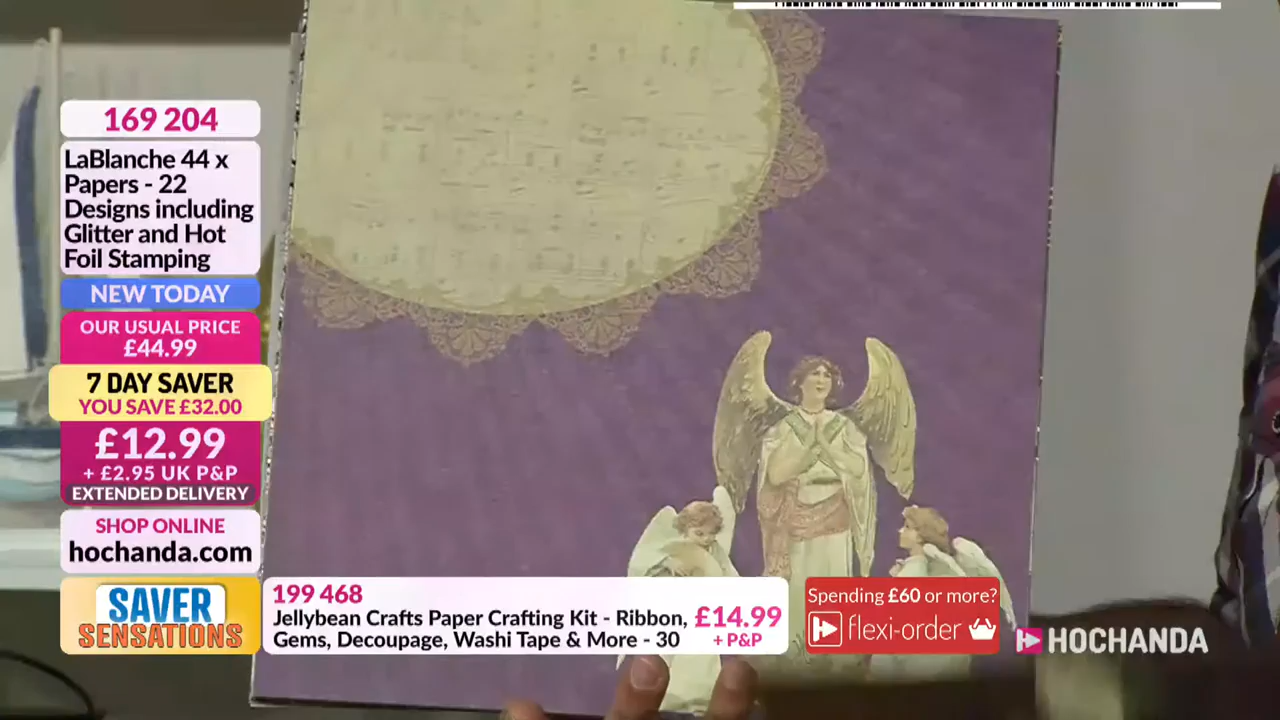 169 204
LaBlanche 44 x
Papers - 22
Designs including
Glitter and Hot
Foil Stamping
NEW TODAY
OUR USUAL PRICE
£44.99
7 DAY SAVER
YOU SAVE £32.00
£12.99
+ £2.95 UK P&P
EXTENDED DELIVERY
SHOP ONLINE
hochanda.com
SAVER
SENSATIONS
199 468
Jellybean Crafts Paper Crafting Kit - Ribbon,
Gems, Decoupage, Washi Tape & More - 30
£14.99
+ P&P
Spending £60 or more?
flexi-order
HOCHANDA